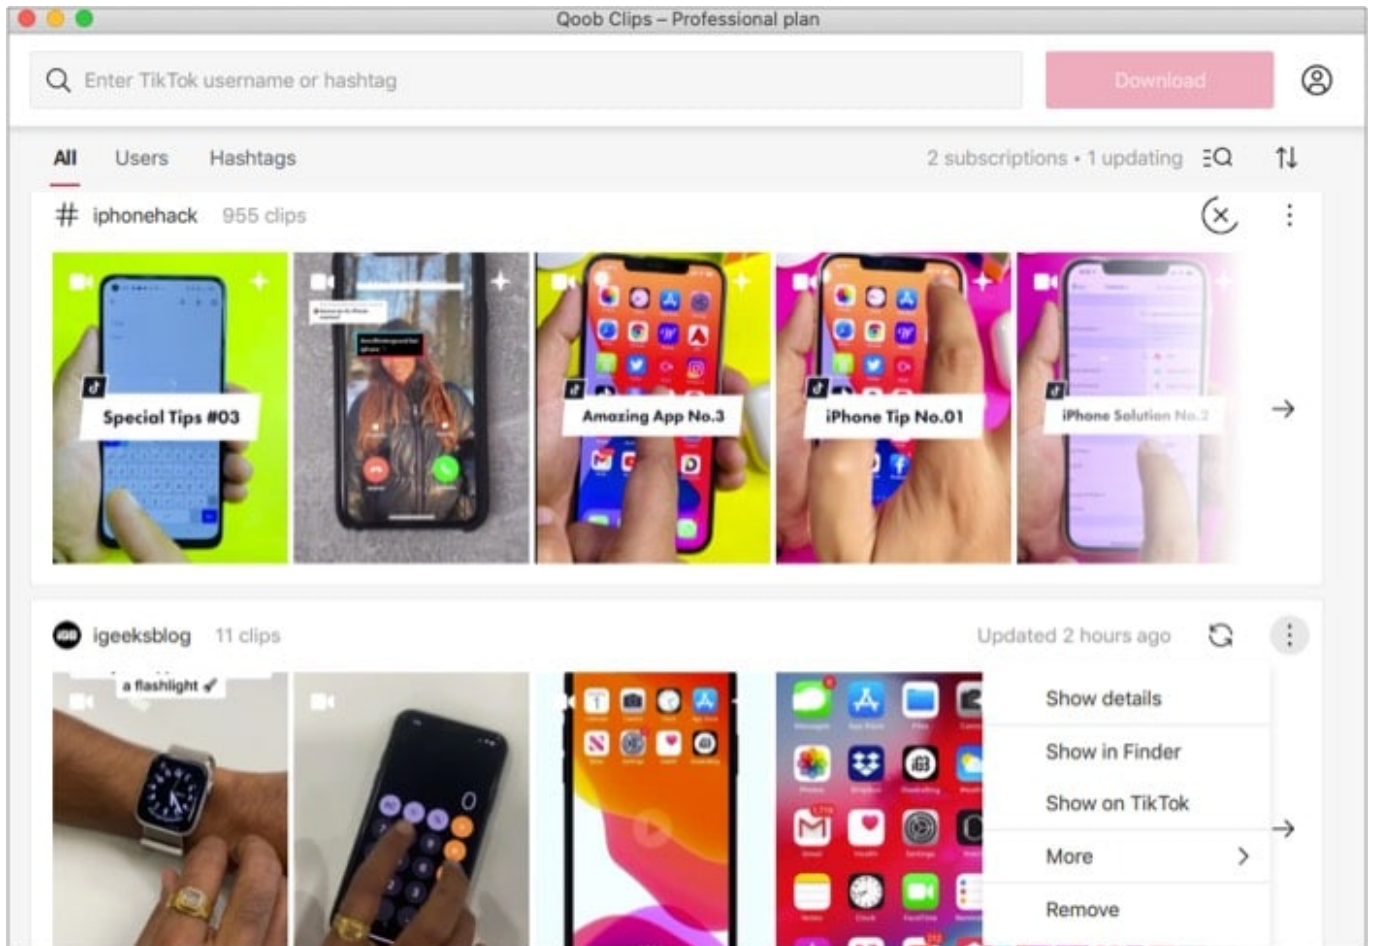 Qoob Clips – Professional plan
Enter TikTok username or hashtag
Download
All Users Hashtags
2 subscriptions • 1 updating
# iphonehack 955 clips
Special Tips #03
Amazing App No.3
iPhone Tip No.01
iPhone Solution No.2
iGB igeeksblog 11 clips
Updated 2 hours ago
a flashlight
0
Show details
Show in Finder
Show on TikTok
More
Remove